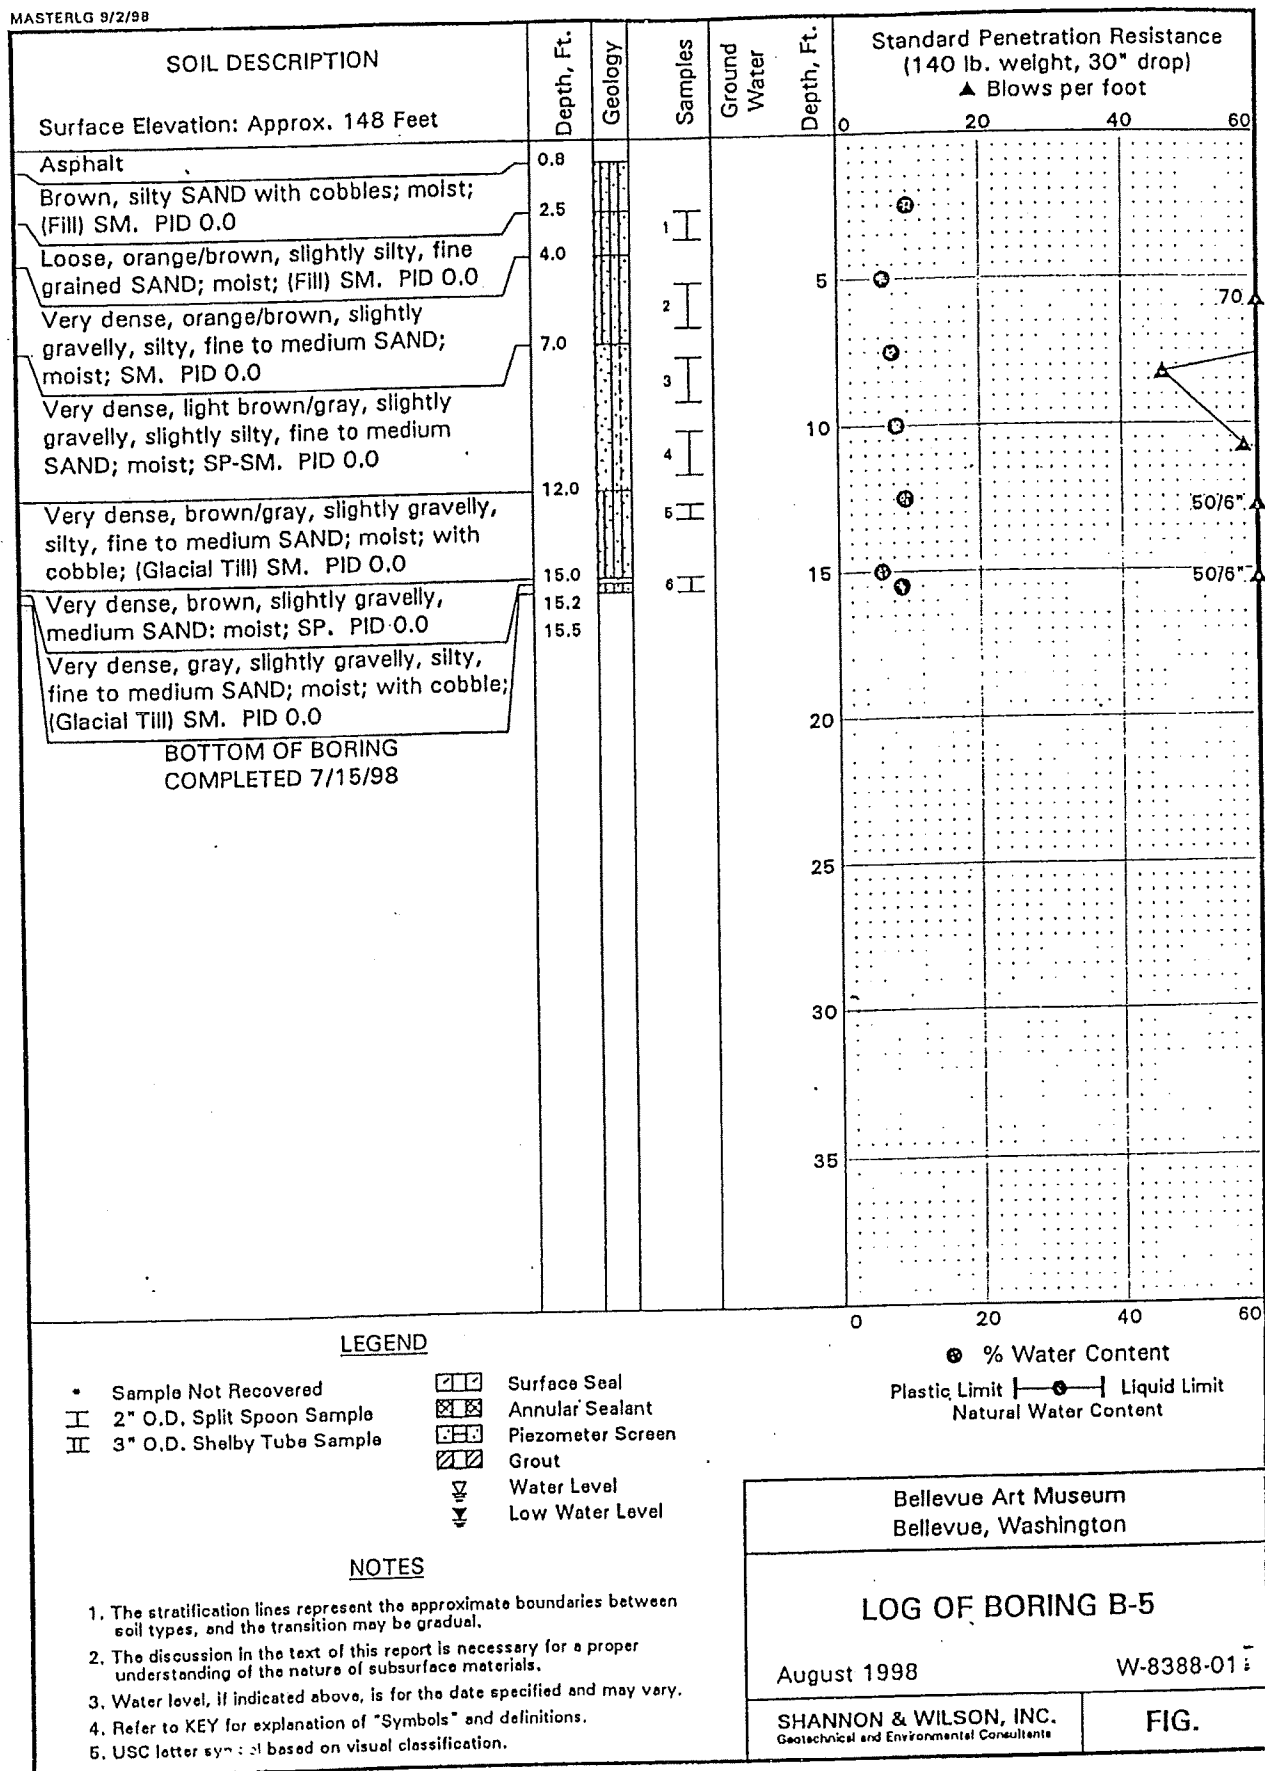 MASTERLG 9/2/98
SOIL DESCRIPTION
Surface Elevation: Approx. 148 Feet
Depth, Ft.
Geology
Samples
Ground
Water
Depth, Ft.
Standard Penetration Resistance
(140 lb. weight, 30" drop)
▲ Blows per foot
0 20 40 60
Asphalt
0.8
Brown, silty SAND with cobbles; moist;
(Fill) SM. PID 0.0
2.5
Loose, orange/brown, slightly silty, fine
grained SAND; moist; (Fill) SM. PID 0.0
4.0
Very dense, orange/brown, slightly
gravelly, silty, fine to medium SAND;
moist; SM. PID 0.0
7.0
Very dense, light brown/gray, slightly
gravelly, slightly silty, fine to medium
SAND; moist; SP-SM. PID 0.0
12.0
Very dense, brown/gray, slightly gravelly,
silty, fine to medium SAND; moist; with
cobble; (Glacial Till) SM. PID 0.0
15.0
Very dense, brown, slightly gravelly,
medium SAND: moist; SP. PID 0.0
15.2
15.5
Very dense, gray, slightly gravelly, silty,
fine to medium SAND; moist; with cobble;
(Glacial Till) SM. PID 0.0
BOTTOM OF BORING
COMPLETED 7/15/98
1
2
3
4
5
6
5
10
15
20
25
30
35
70
50/6"
50/6"
0 20 40 60
% Water Content
Plastic Limit Liquid Limit
Natural Water Content
LEGEND
* Sample Not Recovered
2" O.D. Split Spoon Sample
3" O.D. Shelby Tube Sample
Surface Seal
Annular Sealant
Piezometer Screen
Grout
Water Level
Low Water Level
NOTES
1. The stratification lines represent the approximate boundaries between
soil types, and the transition may be gradual.
2. The discussion in the text of this report is necessary for a proper
understanding of the nature of subsurface materials.
3. Water level, if indicated above, is for the date specified and may vary.
4. Refer to KEY for explanation of "Symbols" and definitions.
5. USC letter based on visual classification.
Bellevue Art Museum
Bellevue, Washington
LOG OF BORING B-5
August 1998 W-8388-01
SHANNON & WILSON, INC.
Geotechnical and Environmental Consultants
FIG.